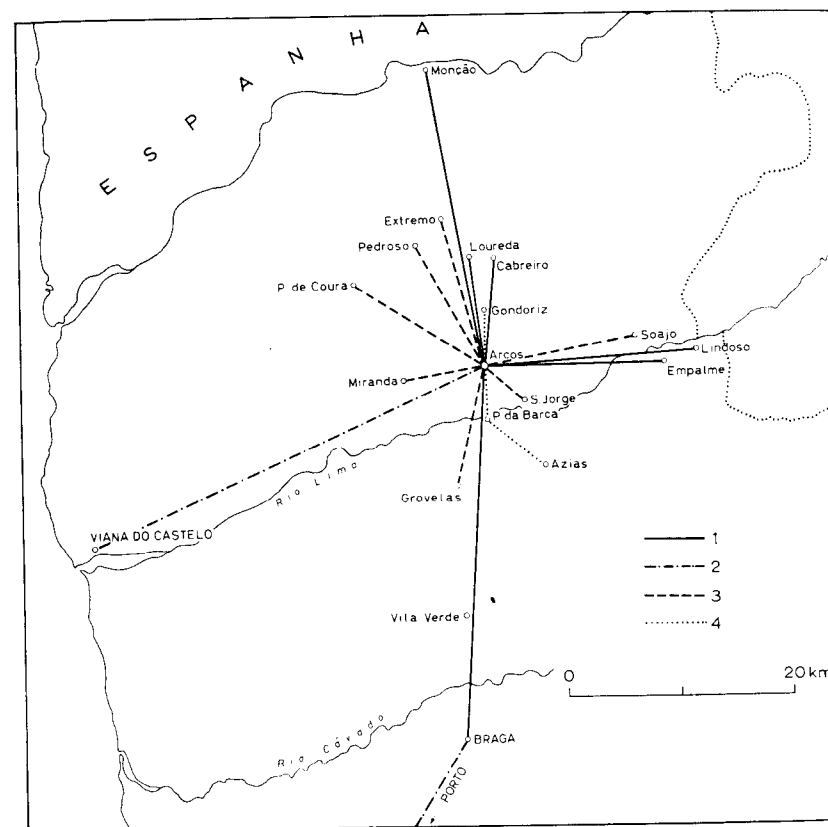 ESPANHA
Monção
Extremo
Pedroso
Loureda
Cabreiro
P. de Coura
Gondoriz
Soajo
Arcos
Lindoso
Empalme
Miranda
S. Jorge
P da Barca
Azias
Rio Lima
Grovelas
VIANA DO CASTELO
1
2
3
4
Vila Verde
0 20 km
Rio Cávado
BRAGA
PORTO